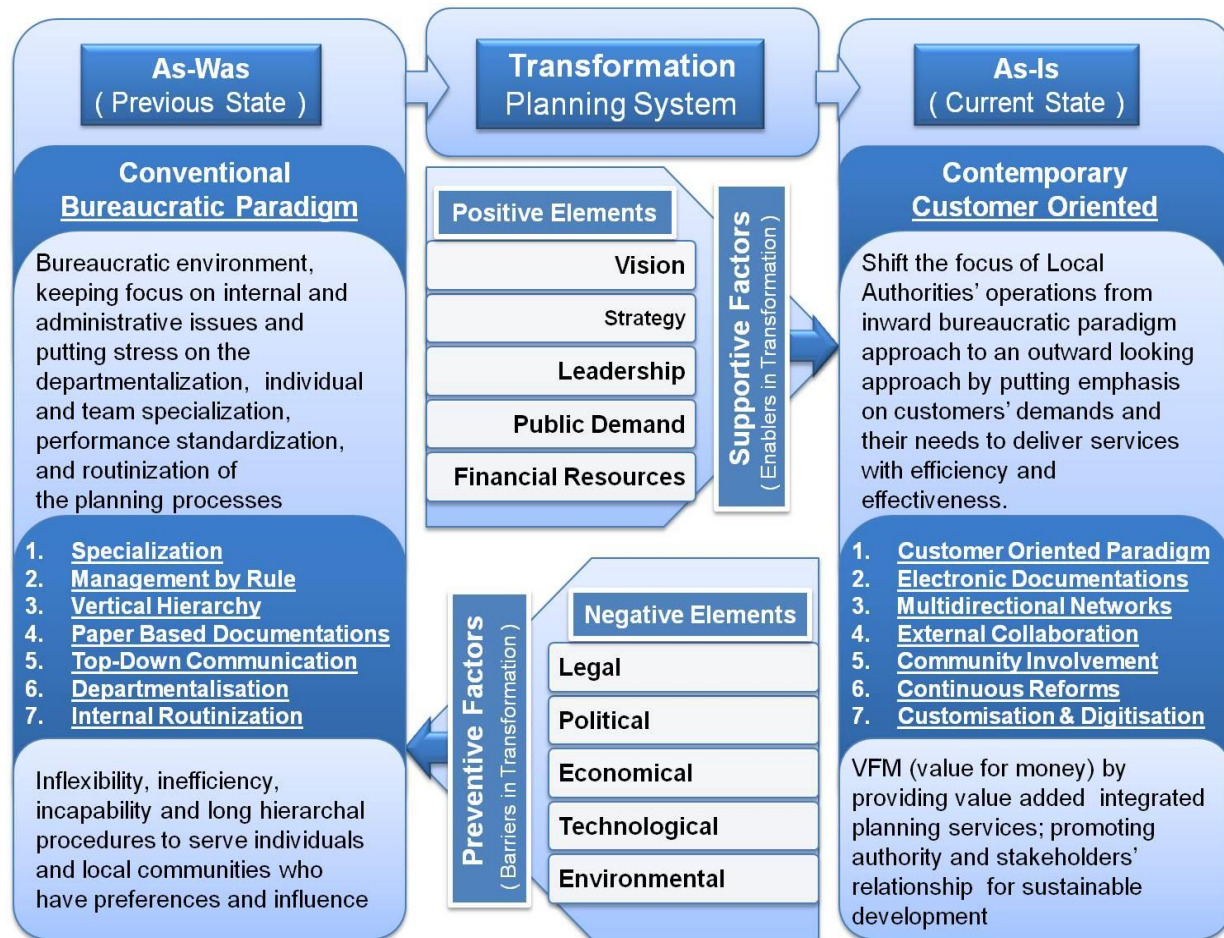 As-Was
( Previous State )
Conventional
Bureaucratic Paradigm
Bureaucratic environment,
keeping focus on internal and
administrative issues and
putting stress on the
departmentalization, individual
and team specialization,
performance standardization,
and routinization of
the planning processes
1. Specialization
2. Management by Rule
3. Vertical Hierarchy
4. Paper Based Documentations
5. Top-Down Communication
6. Departmentalisation
7. Internal Routinization
Inflexibility, inefficiency,
incapability and long hierarchal
procedures to serve individuals
and local communities who
have preferences and influence
Transformation
Planning System
Positive Elements
Vision
Strategy
Leadership
Public Demand
Financial Resources
Supportive Factors
( Enablers in Transformation )
Preventive Factors
( Barriers in Transformation )
Negative Elements
Legal
Political
Economical
Technological
Environmental
As-Is
( Current State )
Contemporary
Customer Oriented
Shift the focus of Local
Authorities’ operations from
inward bureaucratic paradigm
approach to an outward looking
approach by putting emphasis
on customers’ demands and
their needs to deliver services
with efficiency and
effectiveness.
1. Customer Oriented Paradigm
2. Electronic Documentations
3. Multidirectional Networks
4. External Collaboration
5. Community Involvement
6. Continuous Reforms
7. Customisation & Digitisation
VFM (value for money) by
providing value added integrated
planning services; promoting
authority and stakeholders’
relationship for sustainable
development